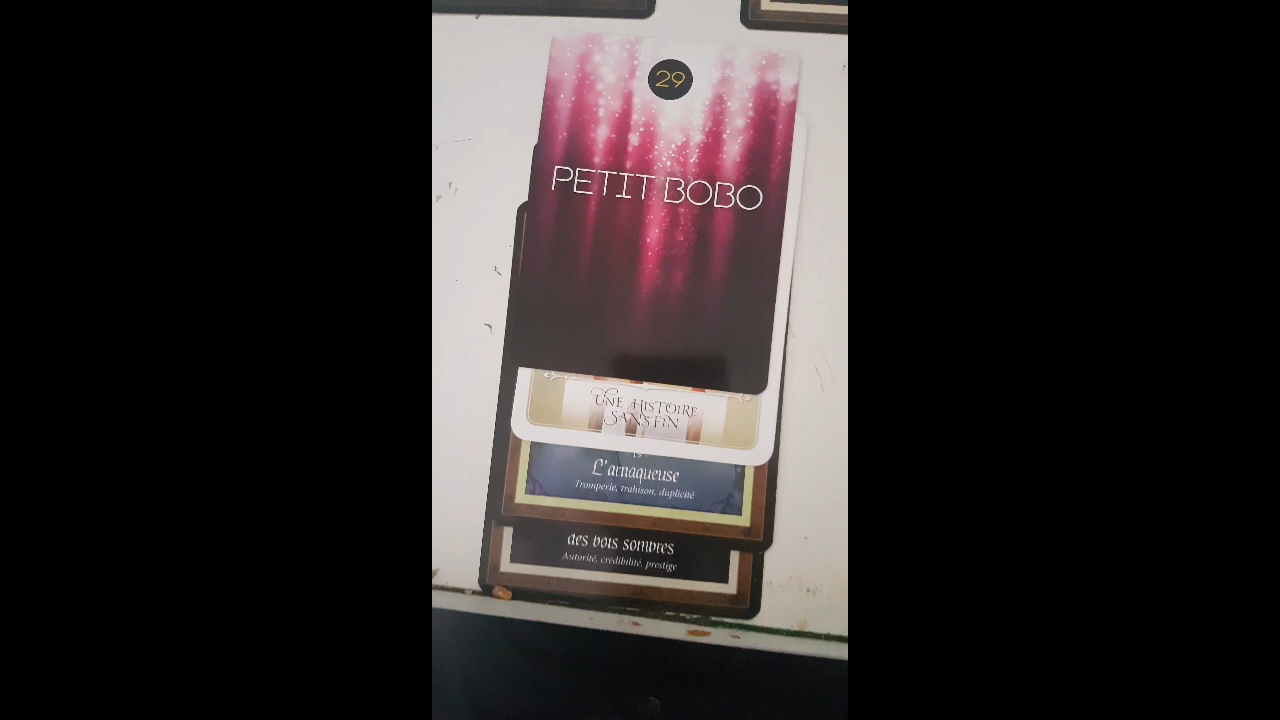 29
PETIT BOBO
UNE HISTOIRE
SANS FIN
L'arnaqueuse
Tromperie, trahison, duplicité
des bois sombres
Autorité, crédibilité, prestige